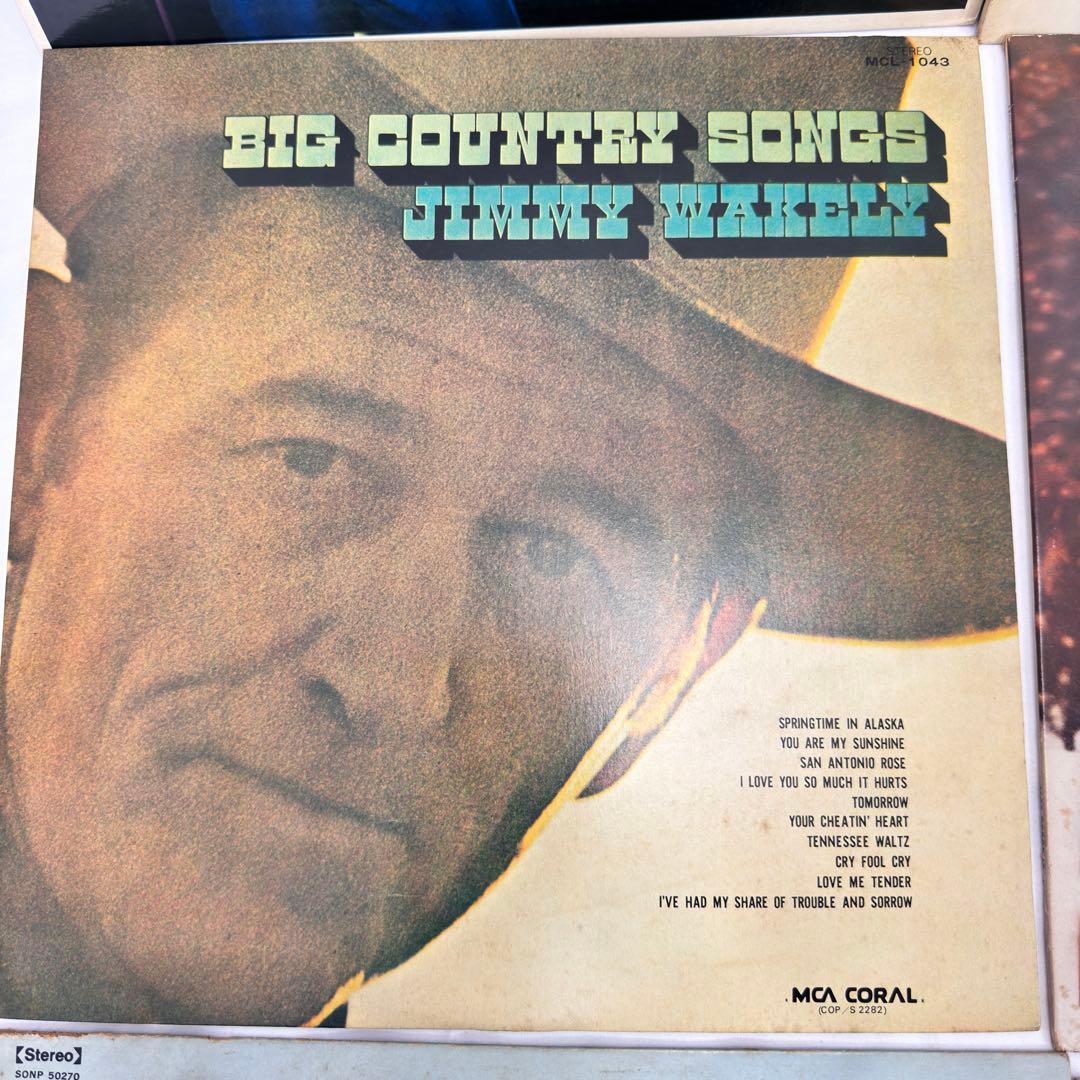 STEREO
MCL-1043
BIG COUNTRY SONGS
JIMMY WAKELY
SPRINGTIME IN ALASKA
YOU ARE MY SUNSHINE
SAN ANTONIO ROSE
I LOVE YOU SO MUCH IT HURTS
TOMORROW
YOUR CHEATIN' HEART
TENNESSEE WALTZ
CRY FOOL CRY
LOVE ME TENDER
I'VE HAD MY SHARE OF TROUBLE AND SORROW
MCA CORAL
(COP/S 2282)
【Stereo】
SONP 50270